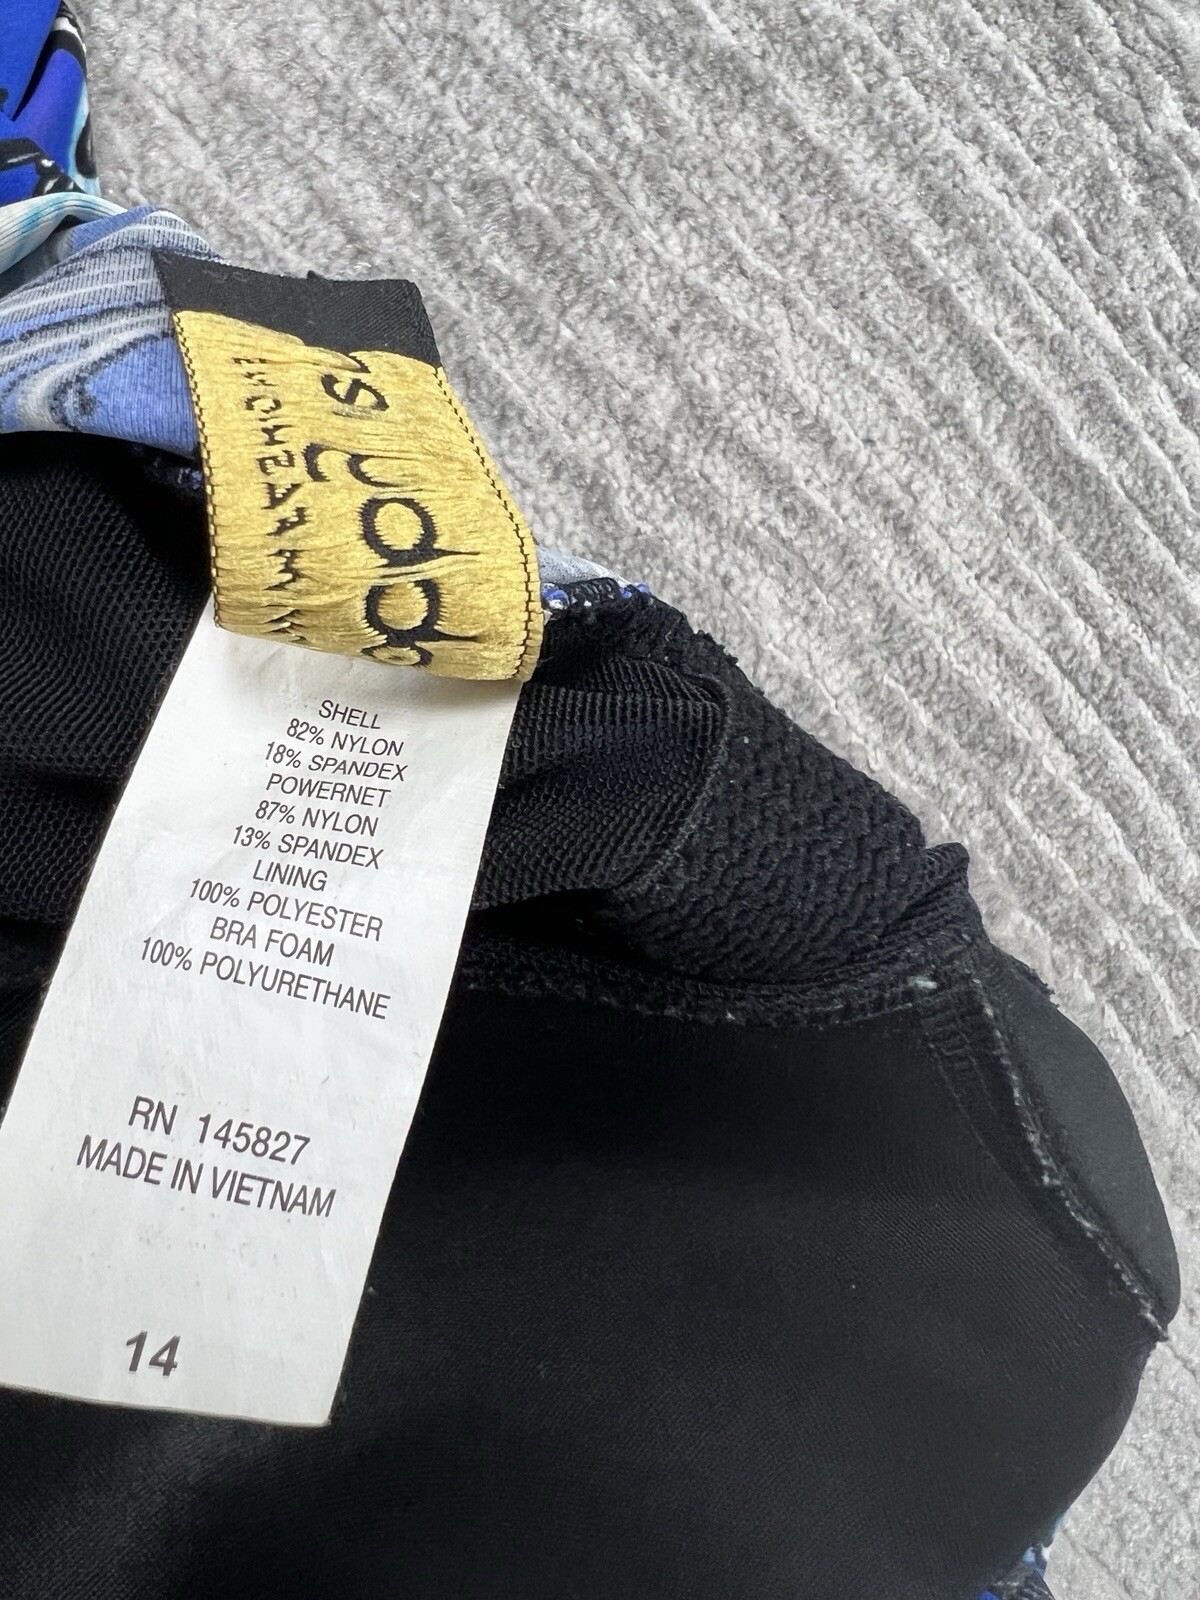 SHELL
82% NYLON
18% SPANDEX
POWERNET
87% NYLON
13% SPANDEX
LINING
100% POLYESTER
BRA FOAM
100% POLYURETHANE
RN 145827
MADE IN VIETNAM
14